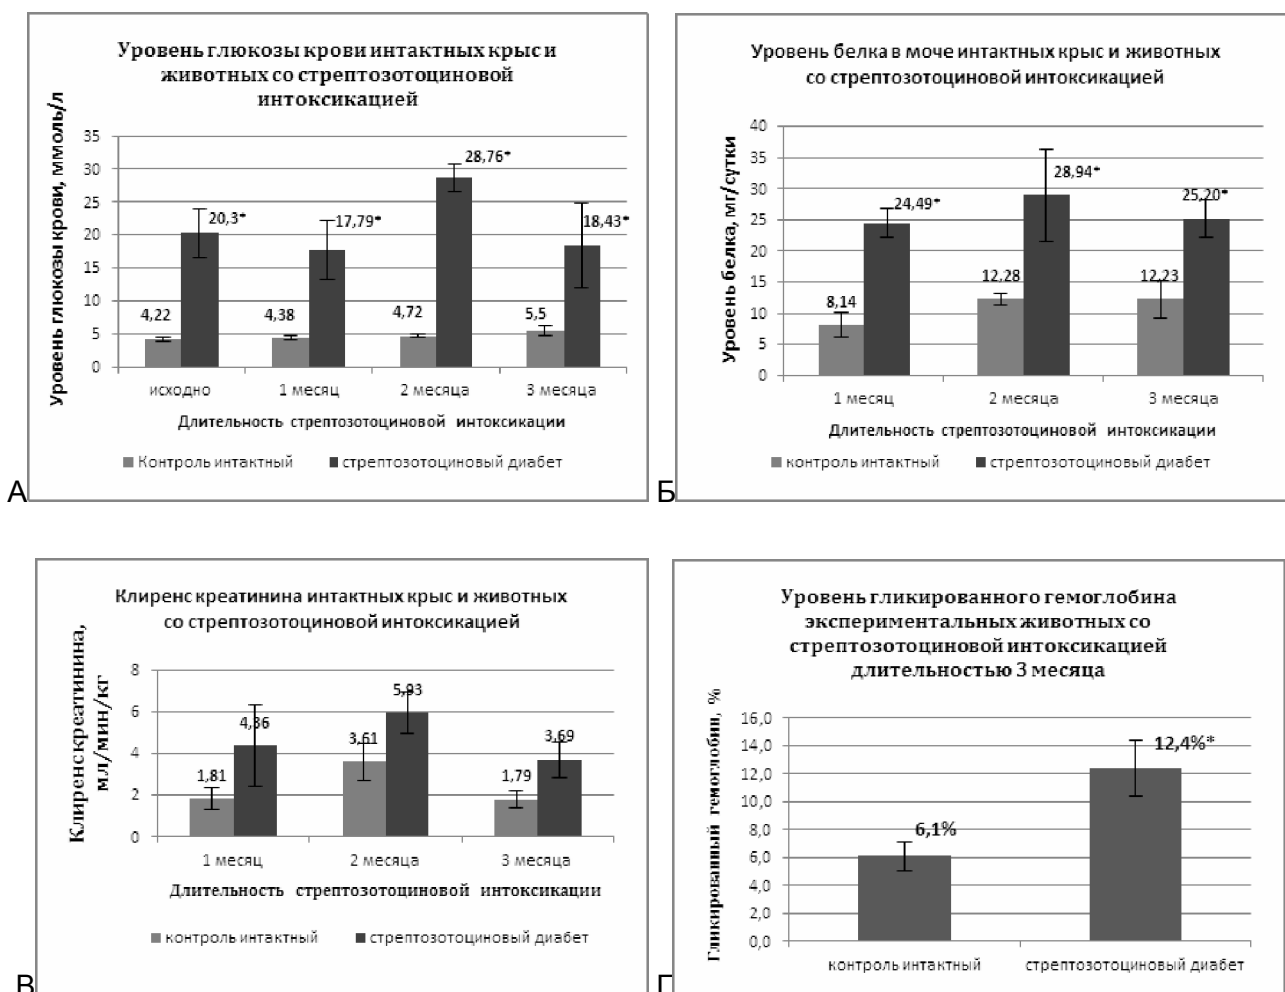 Уровень глюкозы крови интактных крыс и
животных со стрептозотоциновой
интоксикацией
Уровень глюкозы крови, ммоль/л
35
30
25
20
15
10
5
0
4,22
20,3*
4,38
17,79*
4,72
28,76*
5,5
18,43*
исходно
1 месяц
2 месяца
3 месяца
Длительность стрептозотоциновой интоксикации
Контроль интактный
стрептозотоциновый диабет
А
Уровень белка в моче интактных крыс и животных
со стрептозотоциновой интоксикацией
Уровень белка, мг/сутки
40
35
30
25
20
15
10
5
0
8,14
24,49*
12,28
28,94*
12,23
25,20*
1 месяц
2 месяца
3 месяца
Длительность стрептозотоциновой интоксикации
контроль интактный
стрептозотоциновый диабет
Б
Клиренс креатинина интактных крыс и животных
со стрептозотоциновой интоксикацией
Клиренс креатинина,
мл/мин/кг
8
6
4
2
0
1,81
4,36
3,61
5,93
1,79
3,69
1 месяц
2 месяца
3 месяца
Длительность стрептозотоциновой интоксикации
контроль интактный
стрептозотоциновый диабет
В
Уровень гликированного гемоглобина
экспериментальных животных со
стрептозотоциновой интоксикацией
длительностью 3 месяца
Гликированный гемоглобин, %
16,0
14,0
12,0
10,0
8,0
6,0
4,0
2,0
0,0
6,1%
12,4%*
контроль интактный
стрептозотоциновый диабет
Г